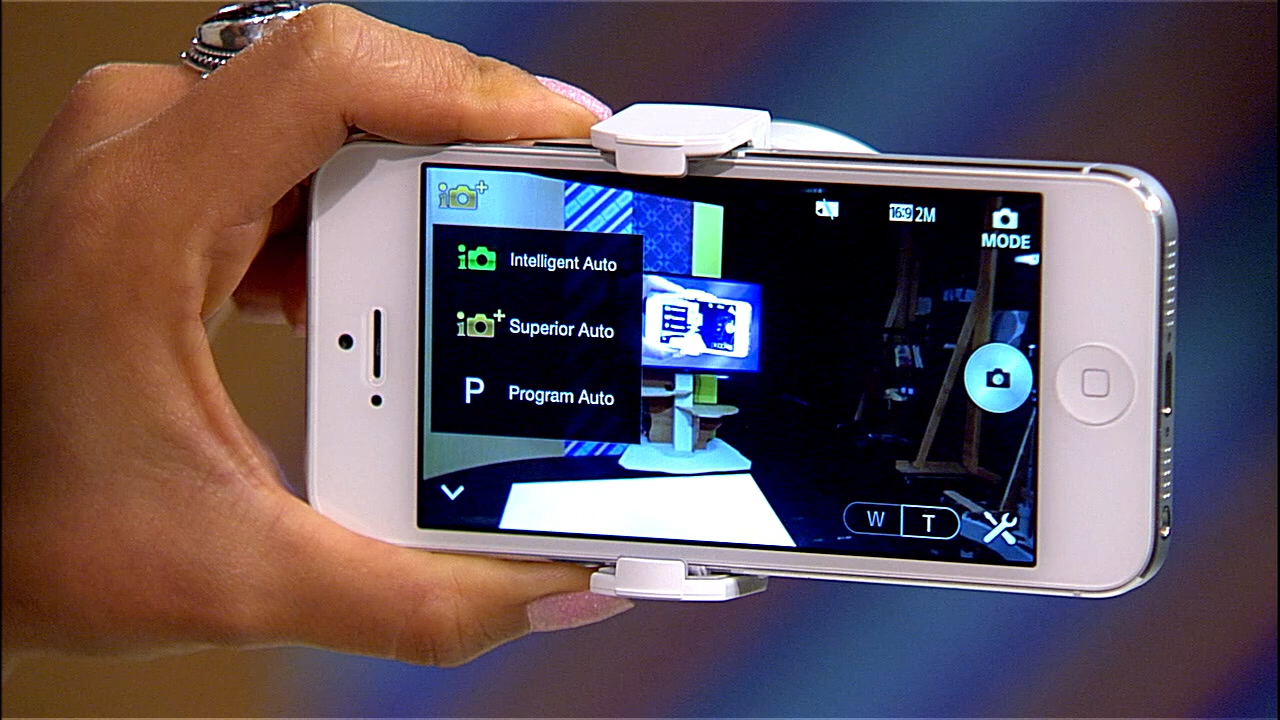 16:9 2M
MODE
Intelligent Auto
Superior Auto
P Program Auto
W T